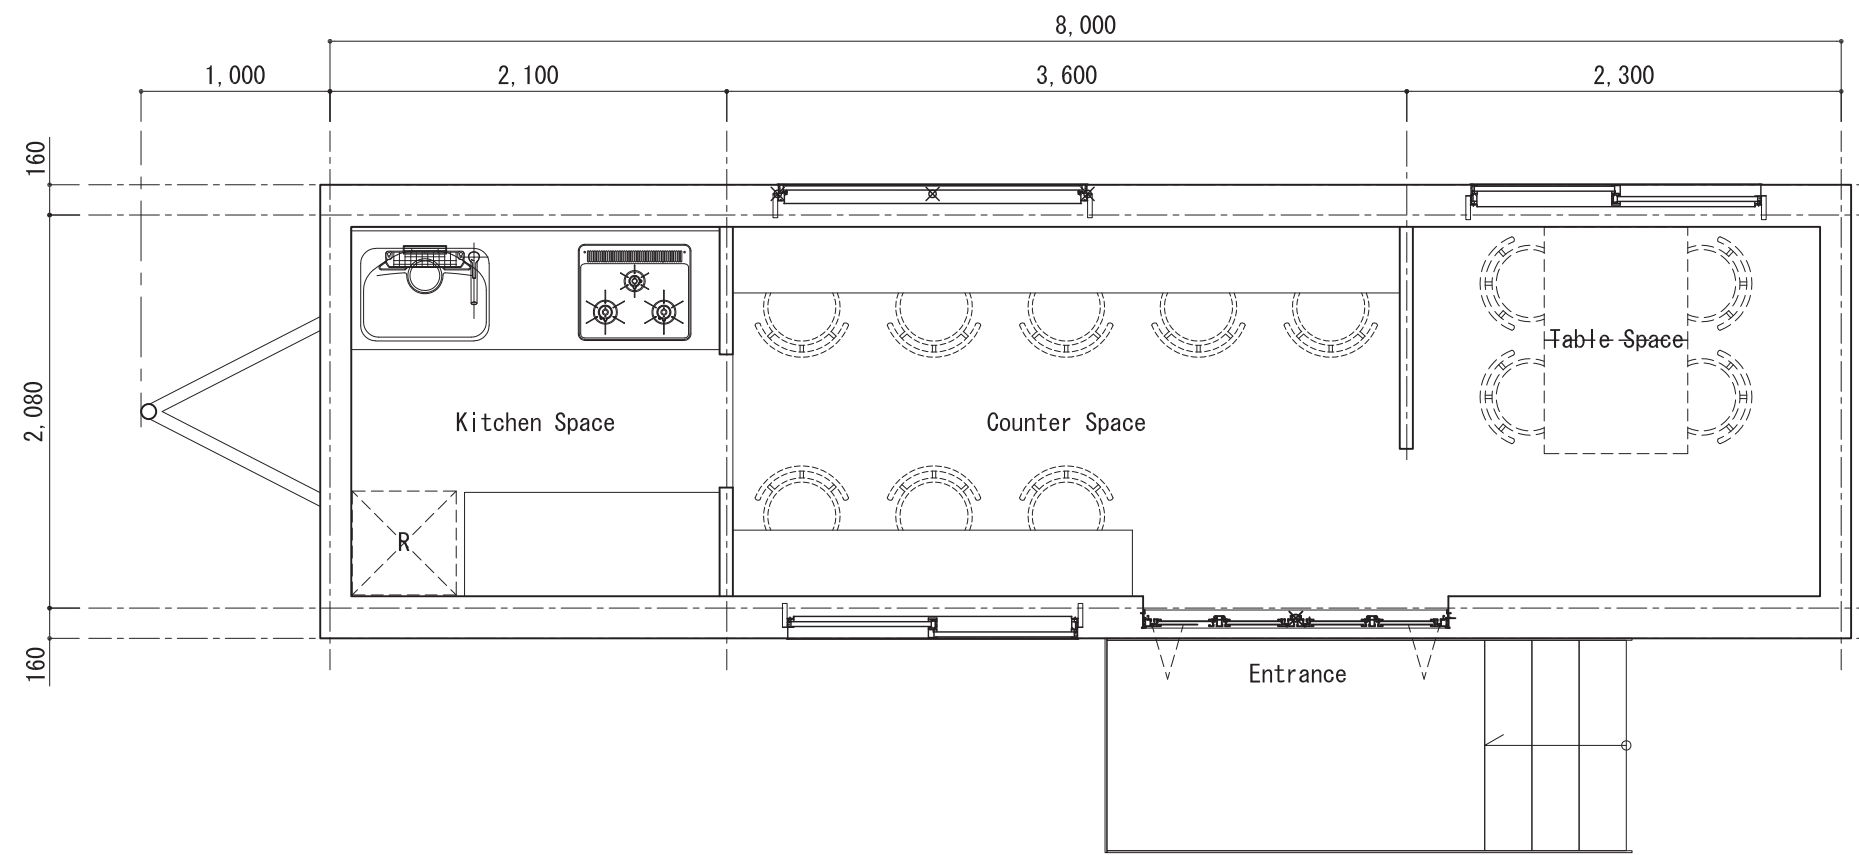 8,000
1,000
2,100
3,600
2,300
160
2,080
160
Table Space
Kitchen Space
Counter Space
R
Entrance